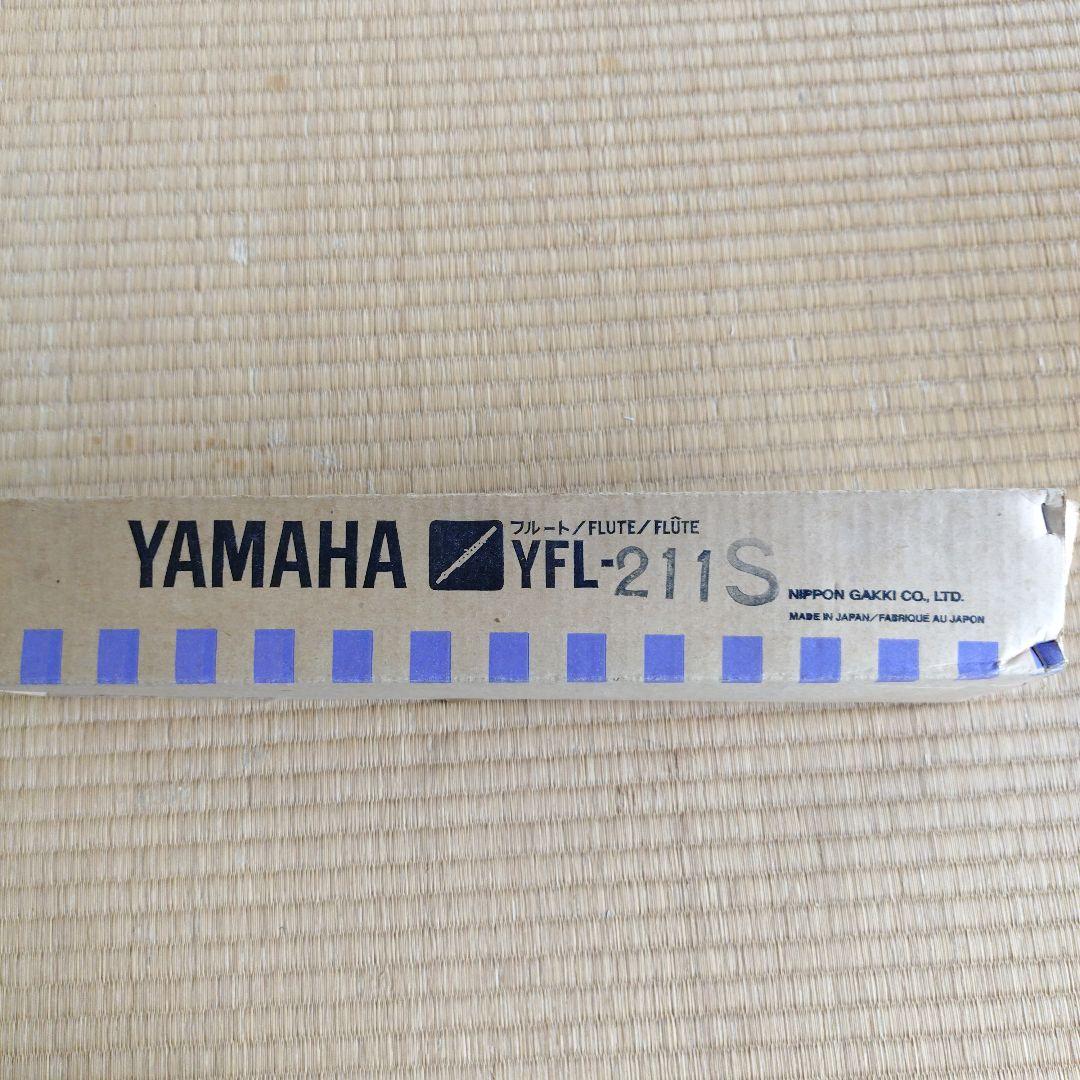 YAMAHA
フルート/FLUTE/FLÛTE
YFL-211S
NIPPON GAKKI CO., LTD.
MADE IN JAPAN/FABRIQUÉ AU JAPON